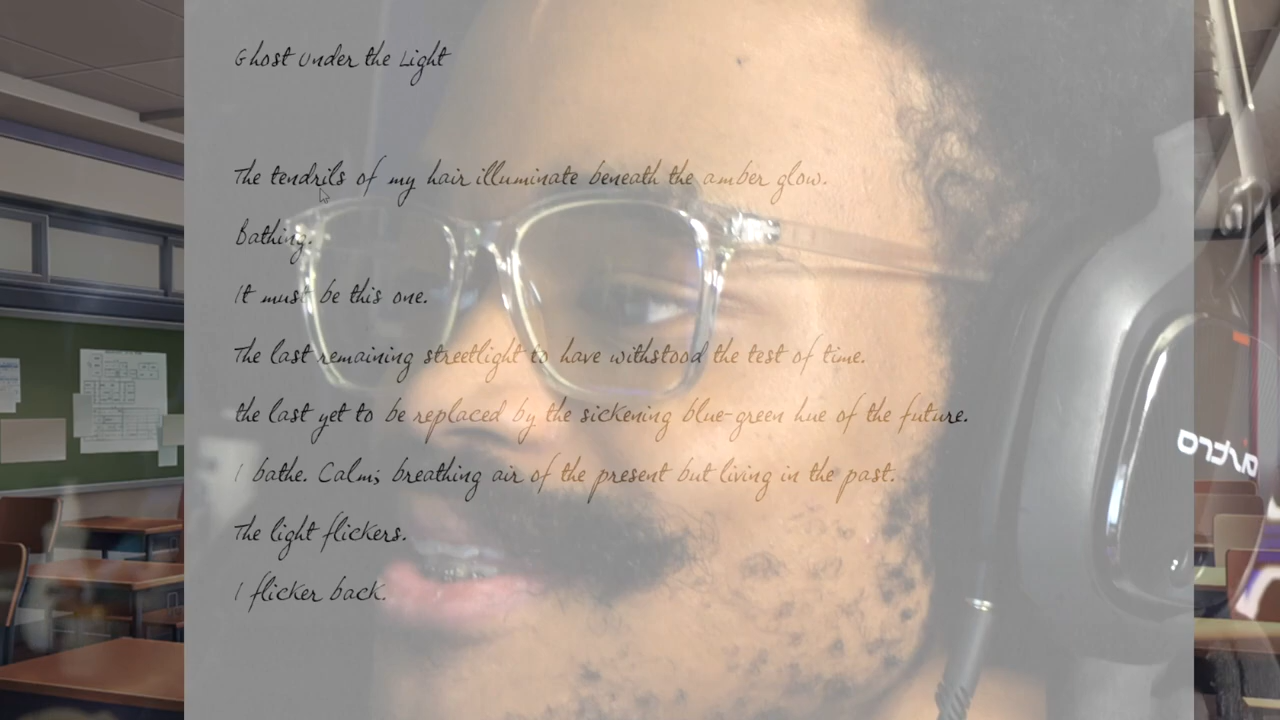 Ghost Under the Light
The tendrils of my hair illuminate beneath the amber glow.
Bathing.
It must be this one.
The last remaining streetlight to have withstood the test of time.
the last yet to be replaced by the sickening blue-green hue of the future.
I bathe. Calm; breathing air of the present but living in the past.
The light flickers.
I flicker back.